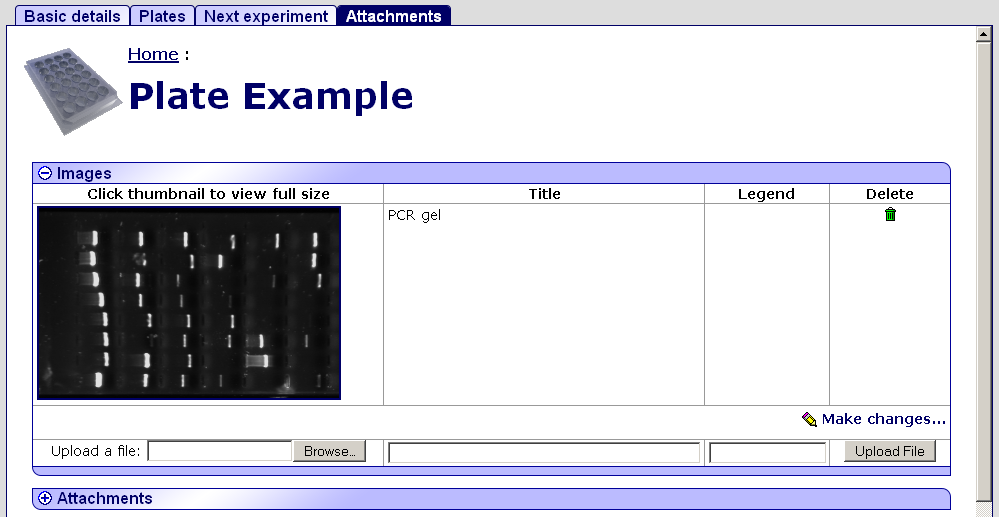 Basic details Plates Next experiment Attachments
Home :
Plate Example
Images
Click thumbnail to view full size Title Legend Delete
PCR gel
Make changes...
Upload a file: Browse... Upload File
Attachments